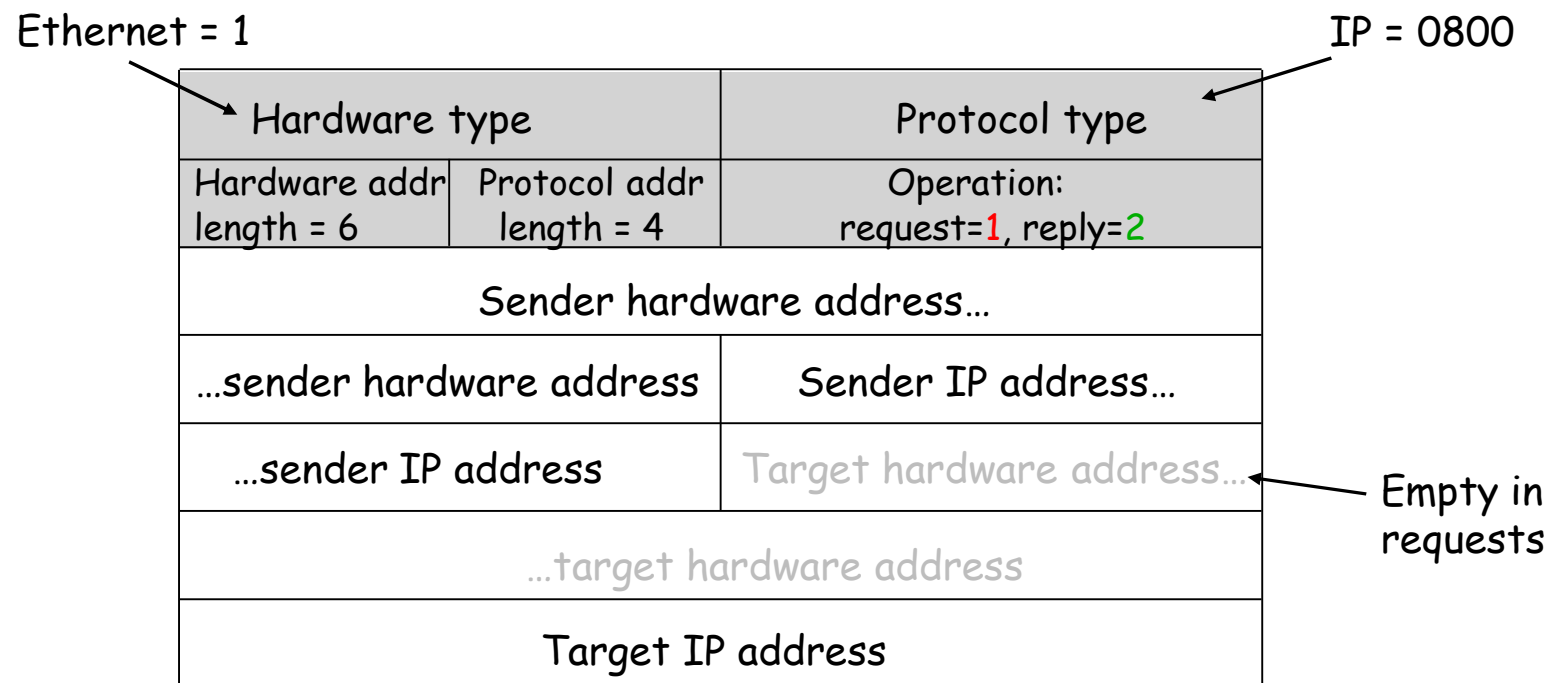 Ethernet = 1
IP = 0800
Hardware type
Protocol type
Hardware addr
length = 6
Protocol addr
length = 4
Operation:
request=1, reply=2
Sender hardware address…
…sender hardware address
Sender IP address…
…sender IP address
Target hardware address…
Empty in
requests
…target hardware address
Target IP address